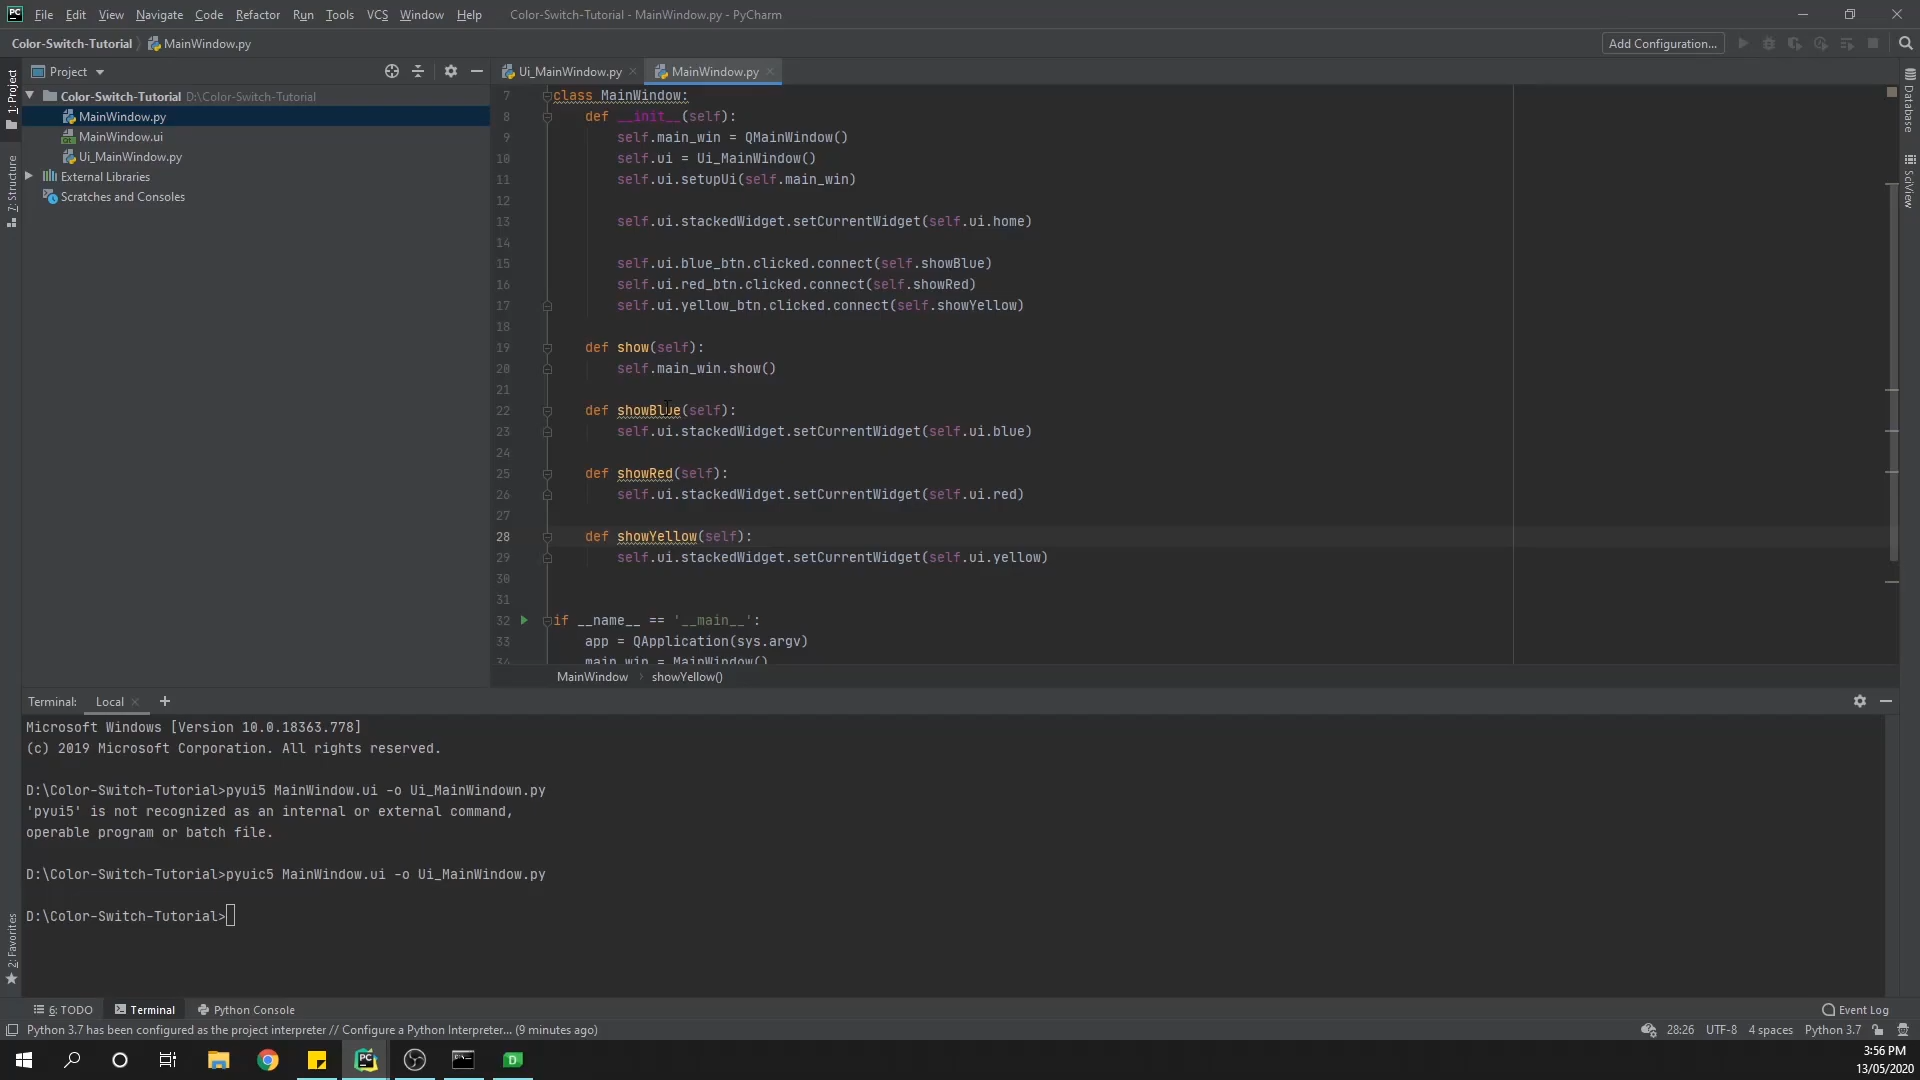 PC File Edit View Navigate Code Refactor Run Tools VCS Window Help Color-Switch-Tutorial - MainWindow.py - PyCharm
Color-Switch-Tutorial MainWindow.py Add Configuration...
Project Ui_MainWindow.py MainWindow.py
1: Project
7: Structure
2: Favorites
Color-Switch-Tutorial D:\Color-Switch-Tutorial
MainWindow.py
MainWindow.ui
Ui_MainWindow.py
External Libraries
Scratches and Consoles
7 class MainWindow:
8 def __init__(self):
9 self.main_win = QMainWindow()
10 self.ui = Ui_MainWindow()
11 self.ui.setupUi(self.main_win)
12
13 self.ui.stackedWidget.setCurrentWidget(self.ui.home)
14
15 self.ui.blue_btn.clicked.connect(self.showBlue)
16 self.ui.red_btn.clicked.connect(self.showRed)
17 self.ui.yellow_btn.clicked.connect(self.showYellow)
18
19 def show(self):
20 self.main_win.show()
21
22 def showBlue(self):
23 self.ui.stackedWidget.setCurrentWidget(self.ui.blue)
24
25 def showRed(self):
26 self.ui.stackedWidget.setCurrentWidget(self.ui.red)
27
28 def showYellow(self):
29 self.ui.stackedWidget.setCurrentWidget(self.ui.yellow)
30
31
32 if __name__ == '__main__':
33 app = QApplication(sys.argv)
34 main_win = MainWindow()
MainWindow showYellow()
Database
SciView
Terminal: Local
Microsoft Windows [Version 10.0.18363.778]
(c) 2019 Microsoft Corporation. All rights reserved.
D:\Color-Switch-Tutorial>pyui5 MainWindow.ui -o Ui_MainWindown.py
'pyui5' is not recognized as an internal or external command,
operable program or batch file.
D:\Color-Switch-Tutorial>pyuic5 MainWindow.ui -o Ui_MainWindow.py
D:\Color-Switch-Tutorial>
6: TODO Terminal Python Console Event Log
Python 3.7 has been configured as the project interpreter // Configure a Python Interpreter... (9 minutes ago) 28:26 UTF-8 4 spaces Python 3.7
PC D
3:56 PM
13/05/2020